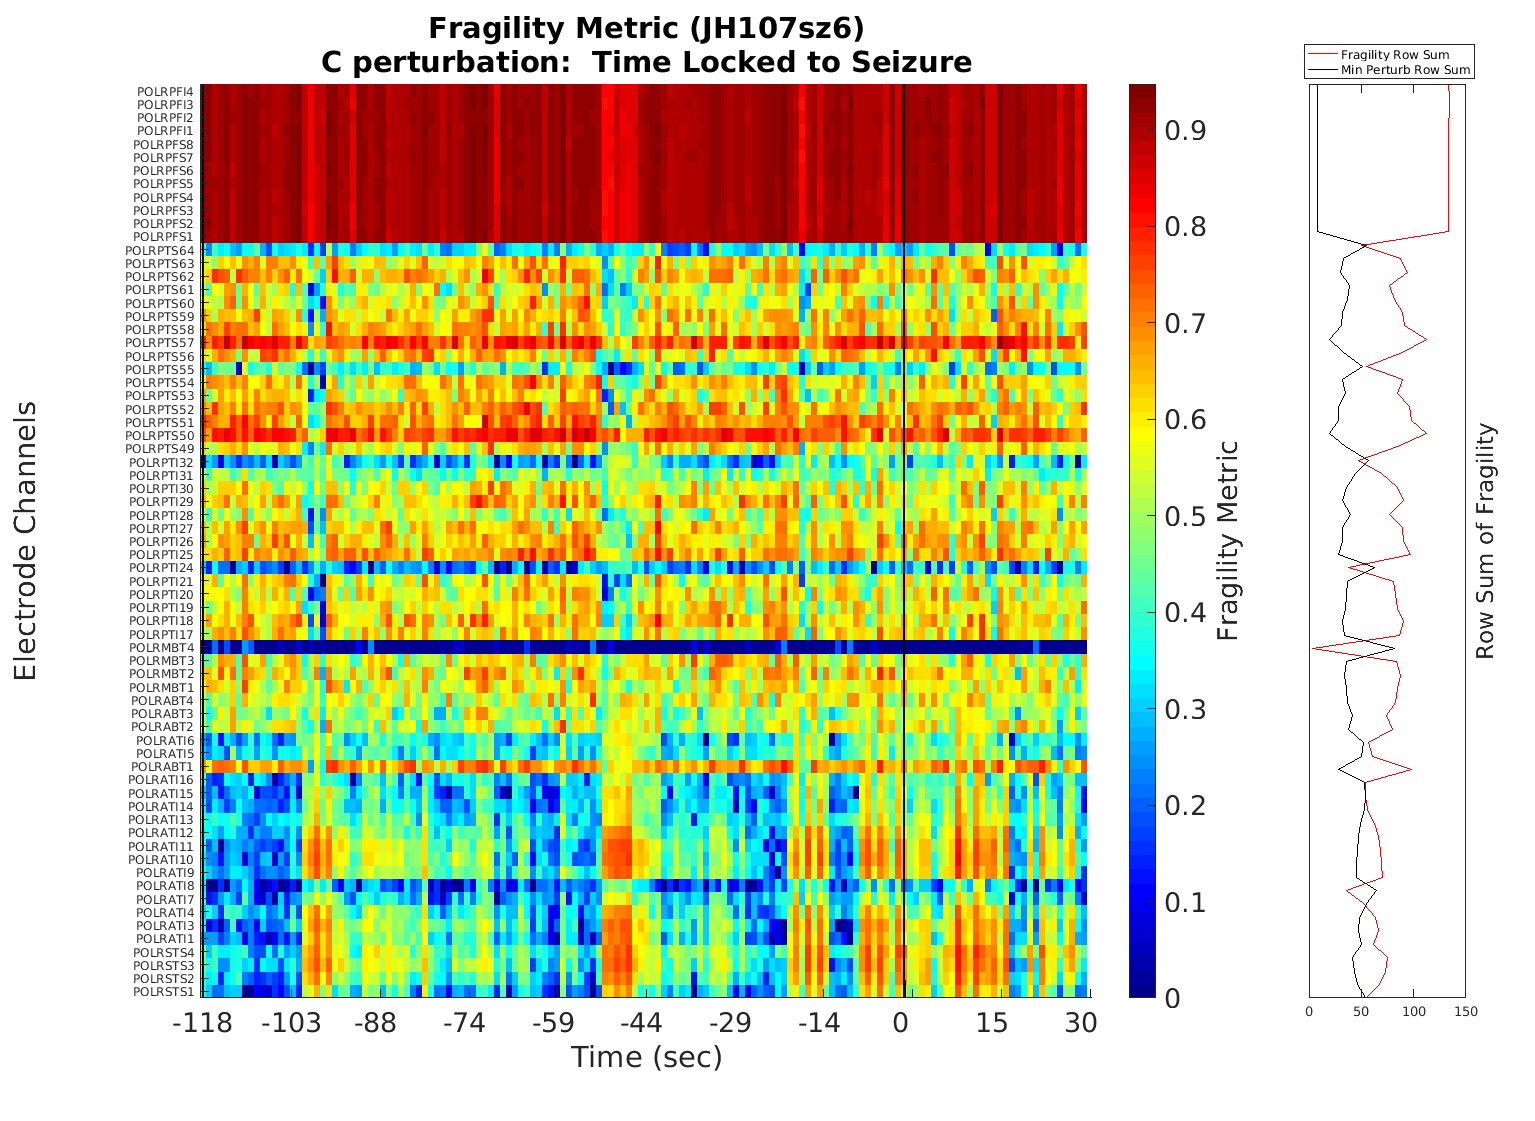 Fragility Metric (JH107sz6)
C perturbation:  Time Locked to Seizure
Electrode Channels
POLRPFI4
POLRPFI3
POLRPFI2
POLRPFI1
POLRPFS8
POLRPFS7
POLRPFS6
POLRPFS5
POLRPFS4
POLRPFS3
POLRPFS2
POLRPFS1
POLRPTS64
POLRPTS63
POLRPTS62
POLRPTS61
POLRPTS60
POLRPTS59
POLRPTS58
POLRPTS57
POLRPTS56
POLRPTS55
POLRPTS54
POLRPTS53
POLRPTS52
POLRPTS51
POLRPTS50
POLRPTS49
POLRPTI32
POLRPTI31
POLRPTI30
POLRPTI29
POLRPTI28
POLRPTI27
POLRPTI26
POLRPTI25
POLRPTI24
POLRPTI21
POLRPTI20
POLRPTI19
POLRPTI18
POLRPTI17
POLRMBT4
POLRMBT3
POLRMBT2
POLRMBT1
POLRABT4
POLRABT3
POLRABT2
POLRATI6
POLRATI5
POLRABT1
POLRATI16
POLRATI15
POLRATI14
POLRATI13
POLRATI12
POLRATI11
POLRATI10
POLRATI9
POLRATI8
POLRATI7
POLRATI4
POLRATI3
POLRATI1
POLRSTS4
POLRSTS3
POLRSTS2
POLRSTS1
-118 -103 -88 -74 -59 -44 -29 -14 0 15 30
Time (sec)
0.9
0.8
0.7
0.6
0.5
0.4
0.3
0.2
0.1
0
Fragility Metric
Fragility Row Sum
Min Perturb Row Sum
0 50 100 150
Row Sum of Fragility